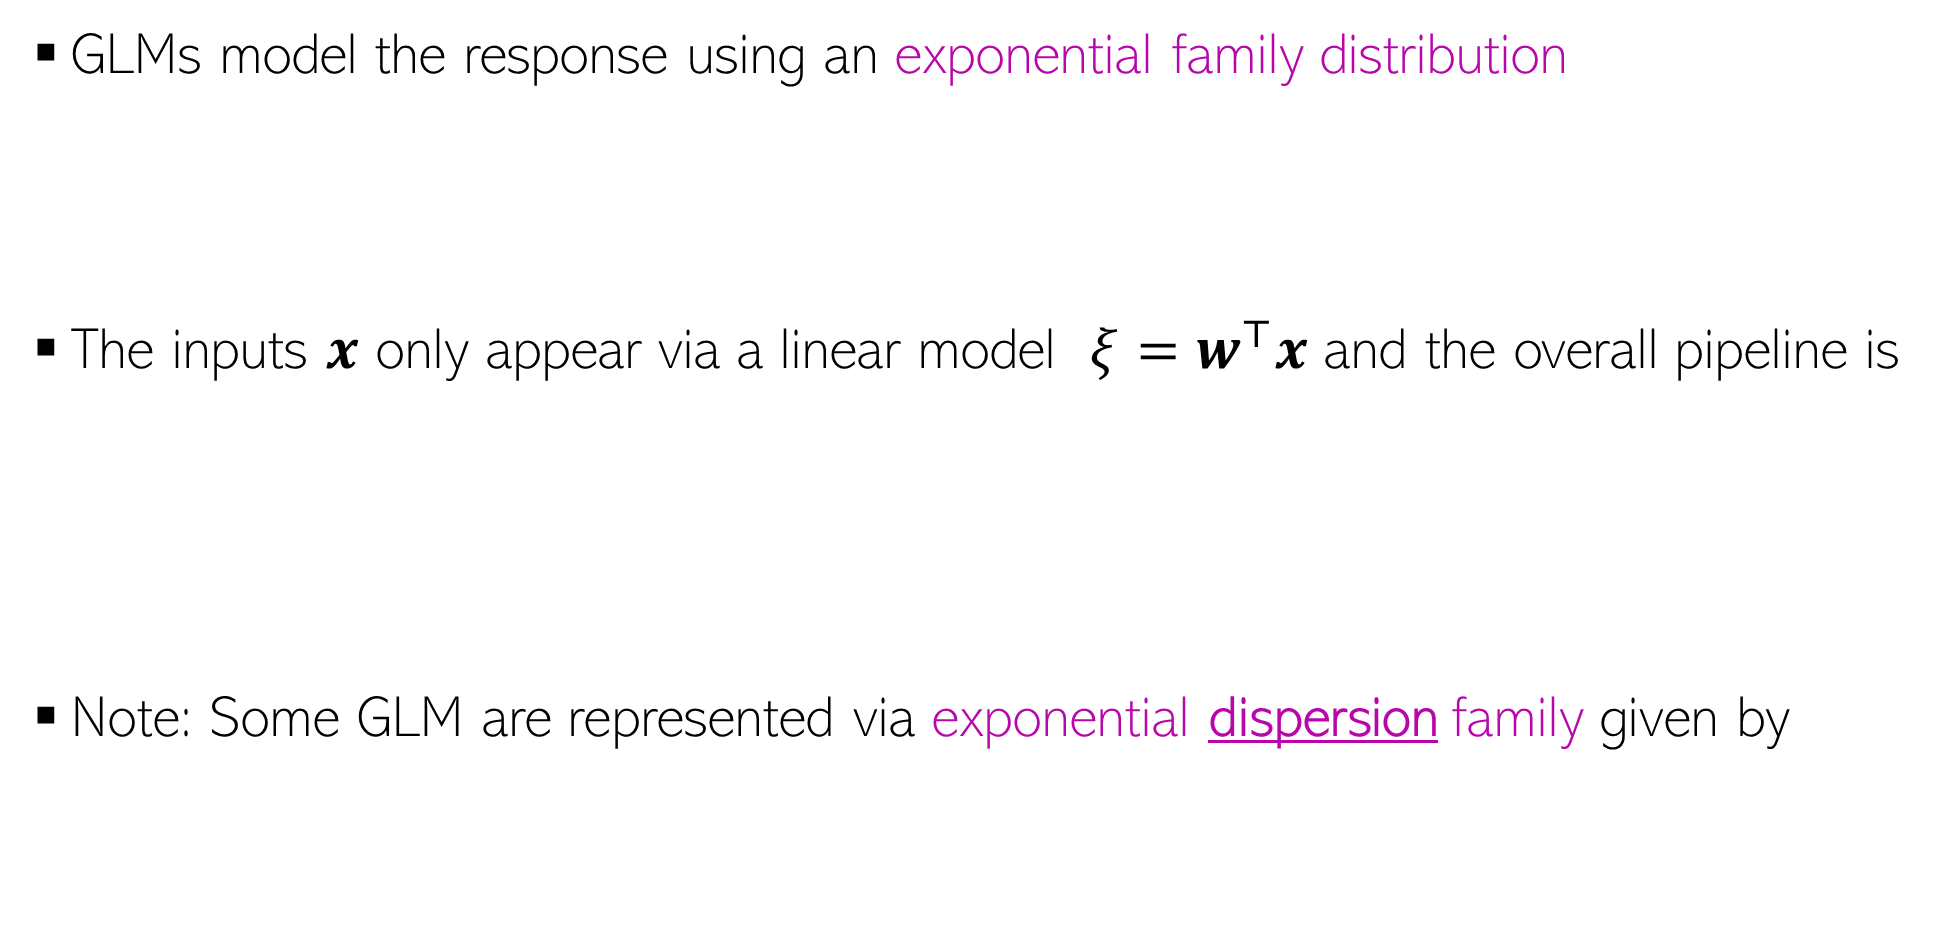 ▪ GLMs model the response using an exponential family distribution
▪ The inputs 𝒙 only appear via a linear model ξ = 𝒘⊤𝒙 and the overall pipeline is
▪ Note: Some GLM are represented via exponential dispersion family given by